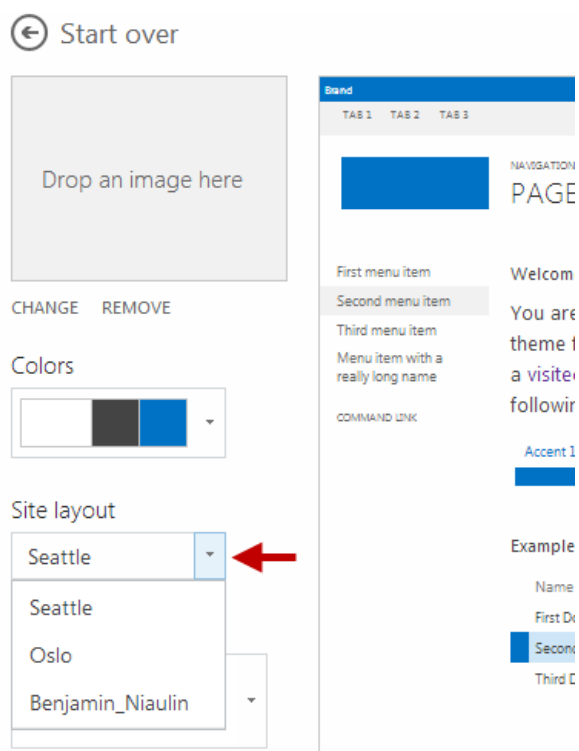 Start over
Drop an image here
CHANGE REMOVE
Colors
Site layout
Seattle
Seattle
Oslo
Benjamin_Niaulin
Brand
TAB 1 TAB 2 TAB 3
NAVIGATION
PAGE
First menu item
Second menu item
Third menu item
Menu item with a
really long name
COMMAND LINK
Welcom
You are
theme f
a visite
followin
Accent 1
Example
Name
First Do
Second
Third D